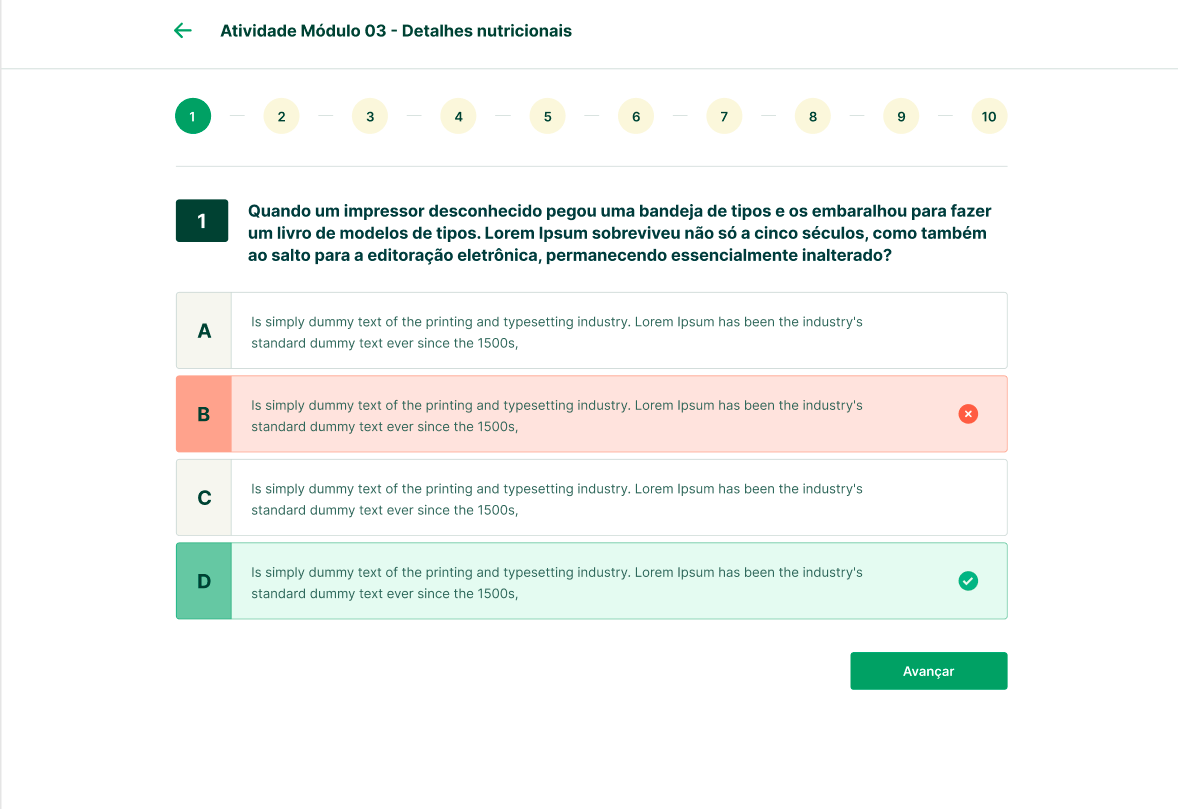 Atividade Módulo 03 - Detalhes nutricionais
1 2 3 4 5 6 7 8 9 10
1
Quando um impressor desconhecido pegou uma bandeja de tipos e os embaralhou para fazer
um livro de modelos de tipos. Lorem Ipsum sobreviveu não só a cinco séculos, como também
ao salto para a editoração eletrônica, permanecendo essencialmente inalterado?
A
Is simply dummy text of the printing and typesetting industry. Lorem Ipsum has been the industry's
standard dummy text ever since the 1500s,
B
Is simply dummy text of the printing and typesetting industry. Lorem Ipsum has been the industry's
standard dummy text ever since the 1500s,
C
Is simply dummy text of the printing and typesetting industry. Lorem Ipsum has been the industry's
standard dummy text ever since the 1500s,
D
Is simply dummy text of the printing and typesetting industry. Lorem Ipsum has been the industry's
standard dummy text ever since the 1500s,
Avançar